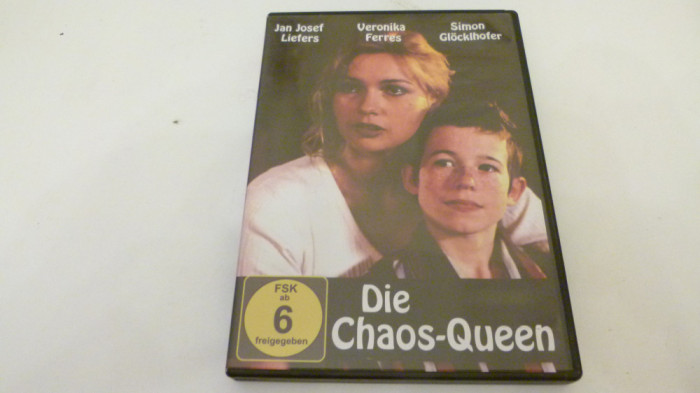 Jan Josef
Liefers
Veronika
Ferres
Simon
Glöcklhofer
FSK
ab
6
freigegeben
Die
Chaos-Queen